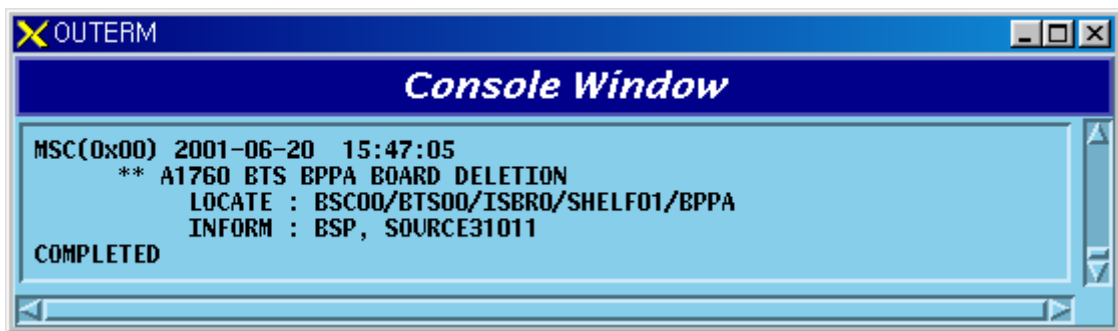 OUTERM
Console Window
MSC(0x00) 2001-06-20 15:47:05
** A1760 BTS BPPA BOARD DELETION
LOCATE : BSC00/BTS00/ISBR0/SHELF01/BPPA
INFORM : BSP, SOURCE31011
COMPLETED